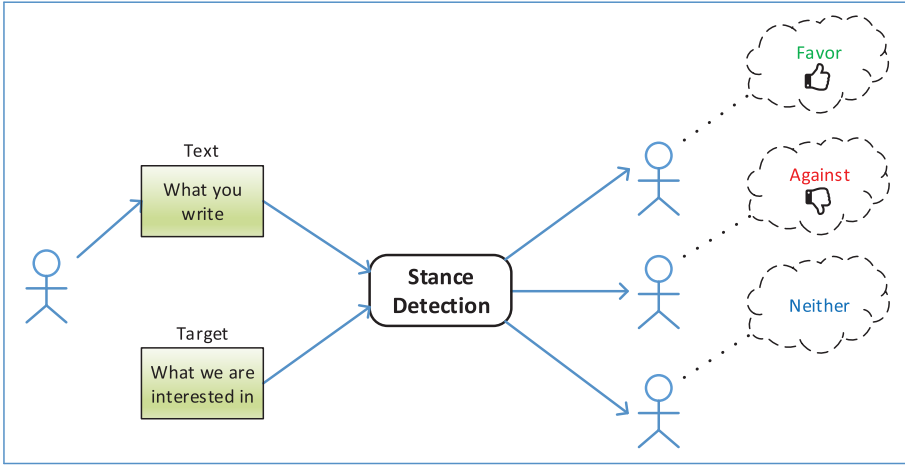 Text
What you
write
Target
What we are
interested in
Stance
Detection
Favor
Against
Neither